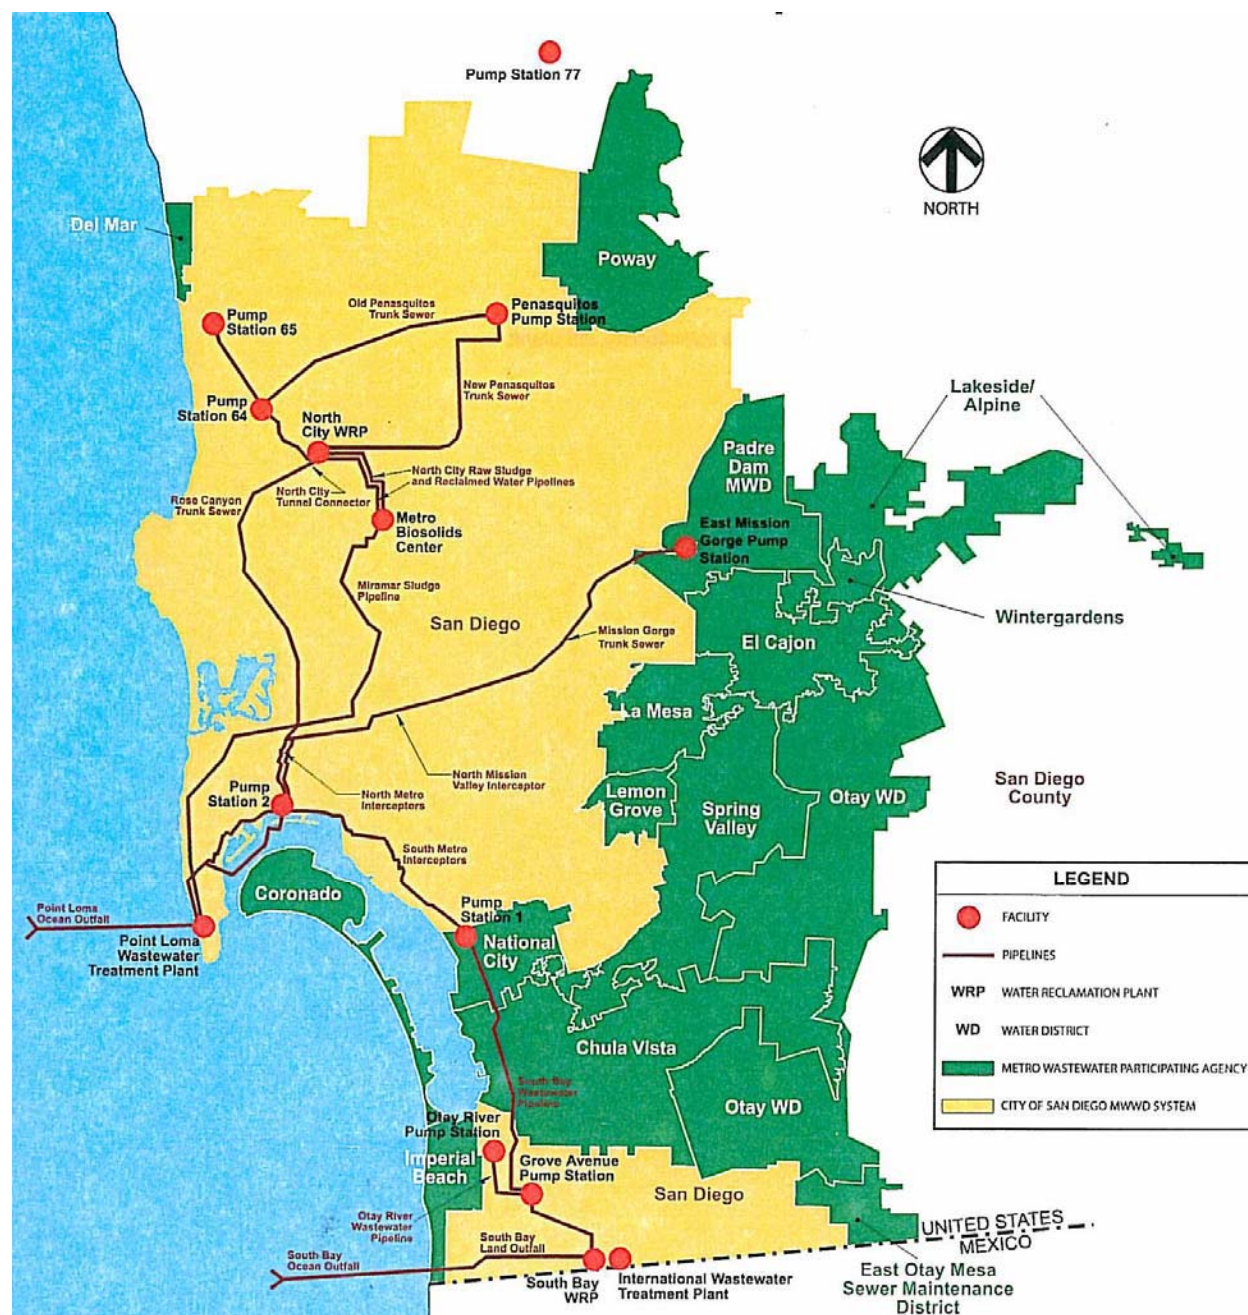 Pump Station 77
NORTH
Del Mar
Poway
Old Penasquitos
Trunk Sewer
Penasquitos
Pump Station
Pump
Station 65
New Penasquitos
Trunk Sewer
Lakeside/
Alpine
Pump
Station 64
North
City WRP
Padre
Dam
MWD
North City Raw Sludge
and Reclaimed Water Pipelines
Rose Canyon
Trunk Sewer
North City
Tunnel Connector
Metro
Biosolids
Center
East Mission
Gorge Pump
Station
Miramar Sludge
Pipeline
San Diego
Mission Gorge
Trunk Sewer
Wintergardens
El Cajon
La Mesa
North Mission
Valley Interceptor
San Diego
County
Pump
Station 2
North Metro
Interceptors
Lemon
Grove
Spring
Valley
Otay WD
South Metro
Interceptors
Coronado
Point Loma
Ocean Outfall
Point Loma
Wastewater
Treatment Plant
Pump
Station 1
National
City
LEGEND
FACILITY
PIPELINES
WRP WATER RECLAMATION PLANT
WD WATER DISTRICT
METRO WASTEWATER PARTICIPATING AGENCY
CITY OF SAN DIEGO MWWD SYSTEM
Chula Vista
South Bay
Wastewater
Pipeline
Otay WD
Otay River
Pump Station
Imperial
Beach
Grove Avenue
Pump Station
San Diego
Otay River
Wastewater
Pipeline
South Bay
Land Outfall
South Bay
Ocean Outfall
UNITED STATES
MEXICO
South Bay
WRP
International Wastewater
Treatment Plant
East Otay Mesa
Sewer Maintenance
District